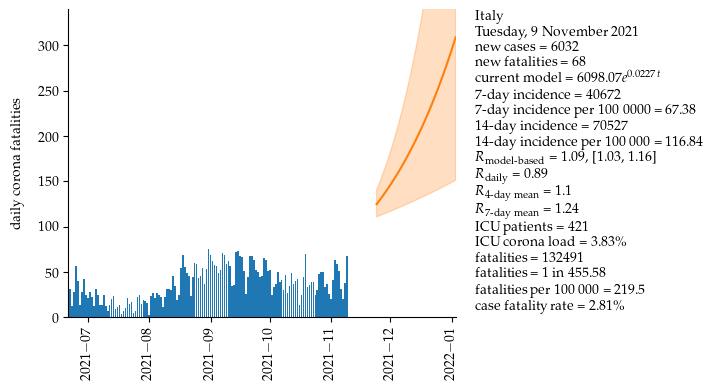 daily corona fatalities
300
250
200
150
100
50
0
2021−07
2021−08
2021−09
2021−10
2021−11
2021−12
2022−01
Italy
Tuesday, 9 November 2021
new cases = 6032
new fatalities = 68
current model = 6098.07e^0.0227 t
7-day incidence = 40672
7-day incidence per 100 0000 = 67.38
14-day incidence = 70527
14-day incidence per 100 000 = 116.84
R_model-based = 1.09, [1.03, 1.16]
R_daily = 0.89
R_4-day mean = 1.1
R_7-day mean = 1.24
ICU patients = 421
ICU corona load = 3.83%
fatalities = 132491
fatalities = 1 in 455.58
fatalities per 100 000 = 219.5
case fatality rate = 2.81%